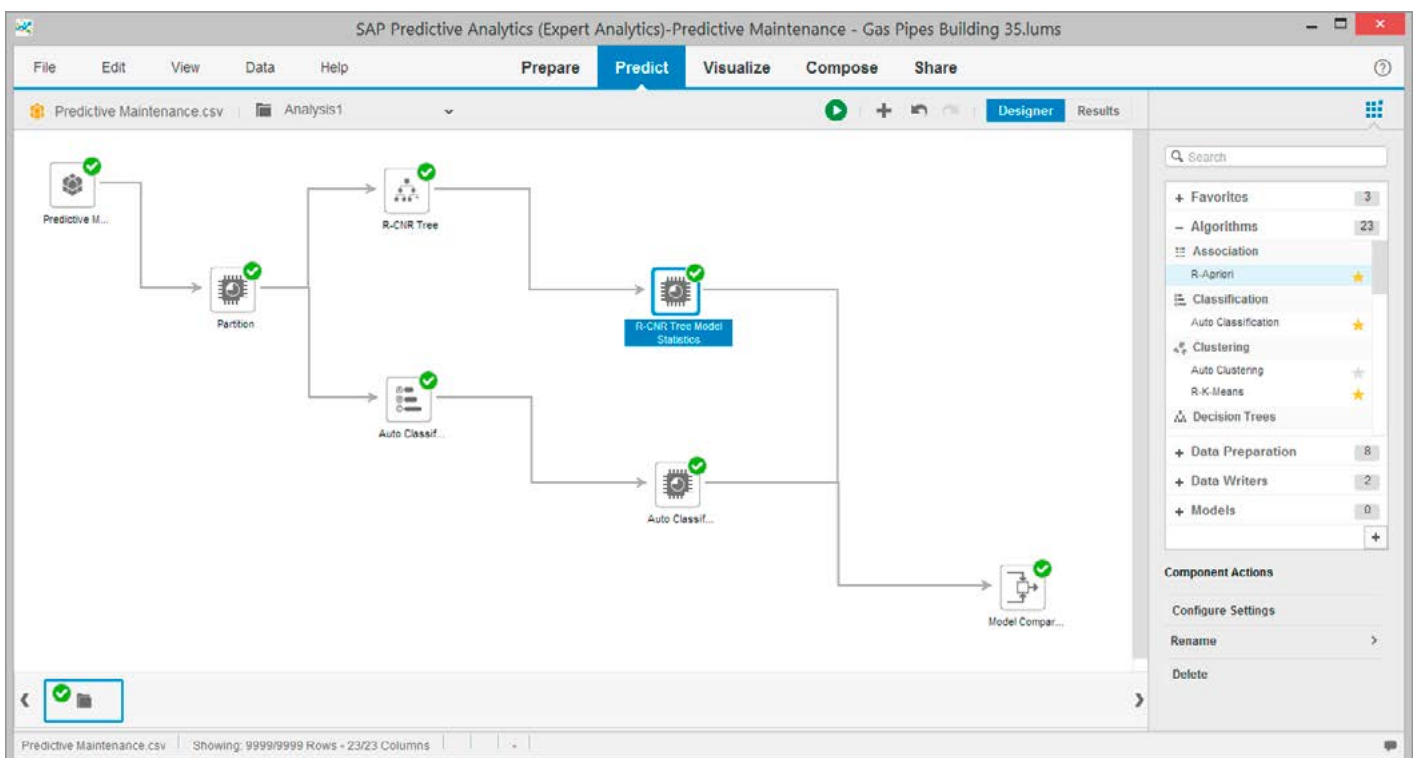 SAP Predictive Analytics (Expert Analytics)-Predictive Maintenance - Gas Pipes Building 35.lums
File Edit View Data Help Prepare Predict Visualize Compose Share
Predictive Maintenance.csv Analysis1 Designer Results
Search
Predictive M...
R-CNR Tree
Partition
R-CNR Tree Model
Statistics
Auto Classif...
Auto Classif...
Model Compar...
+ Favorites 3
– Algorithms 23
Association
R-Apriori
Classification
Auto Classification
Clustering
Auto Clustering
R-K-Means
Decision Trees
+ Data Preparation 8
+ Data Writers 2
+ Models 0
+
Component Actions
Configure Settings
Rename >
Delete
Predictive Maintenance.csv Showing: 9999/9999 Rows - 23/23 Columns